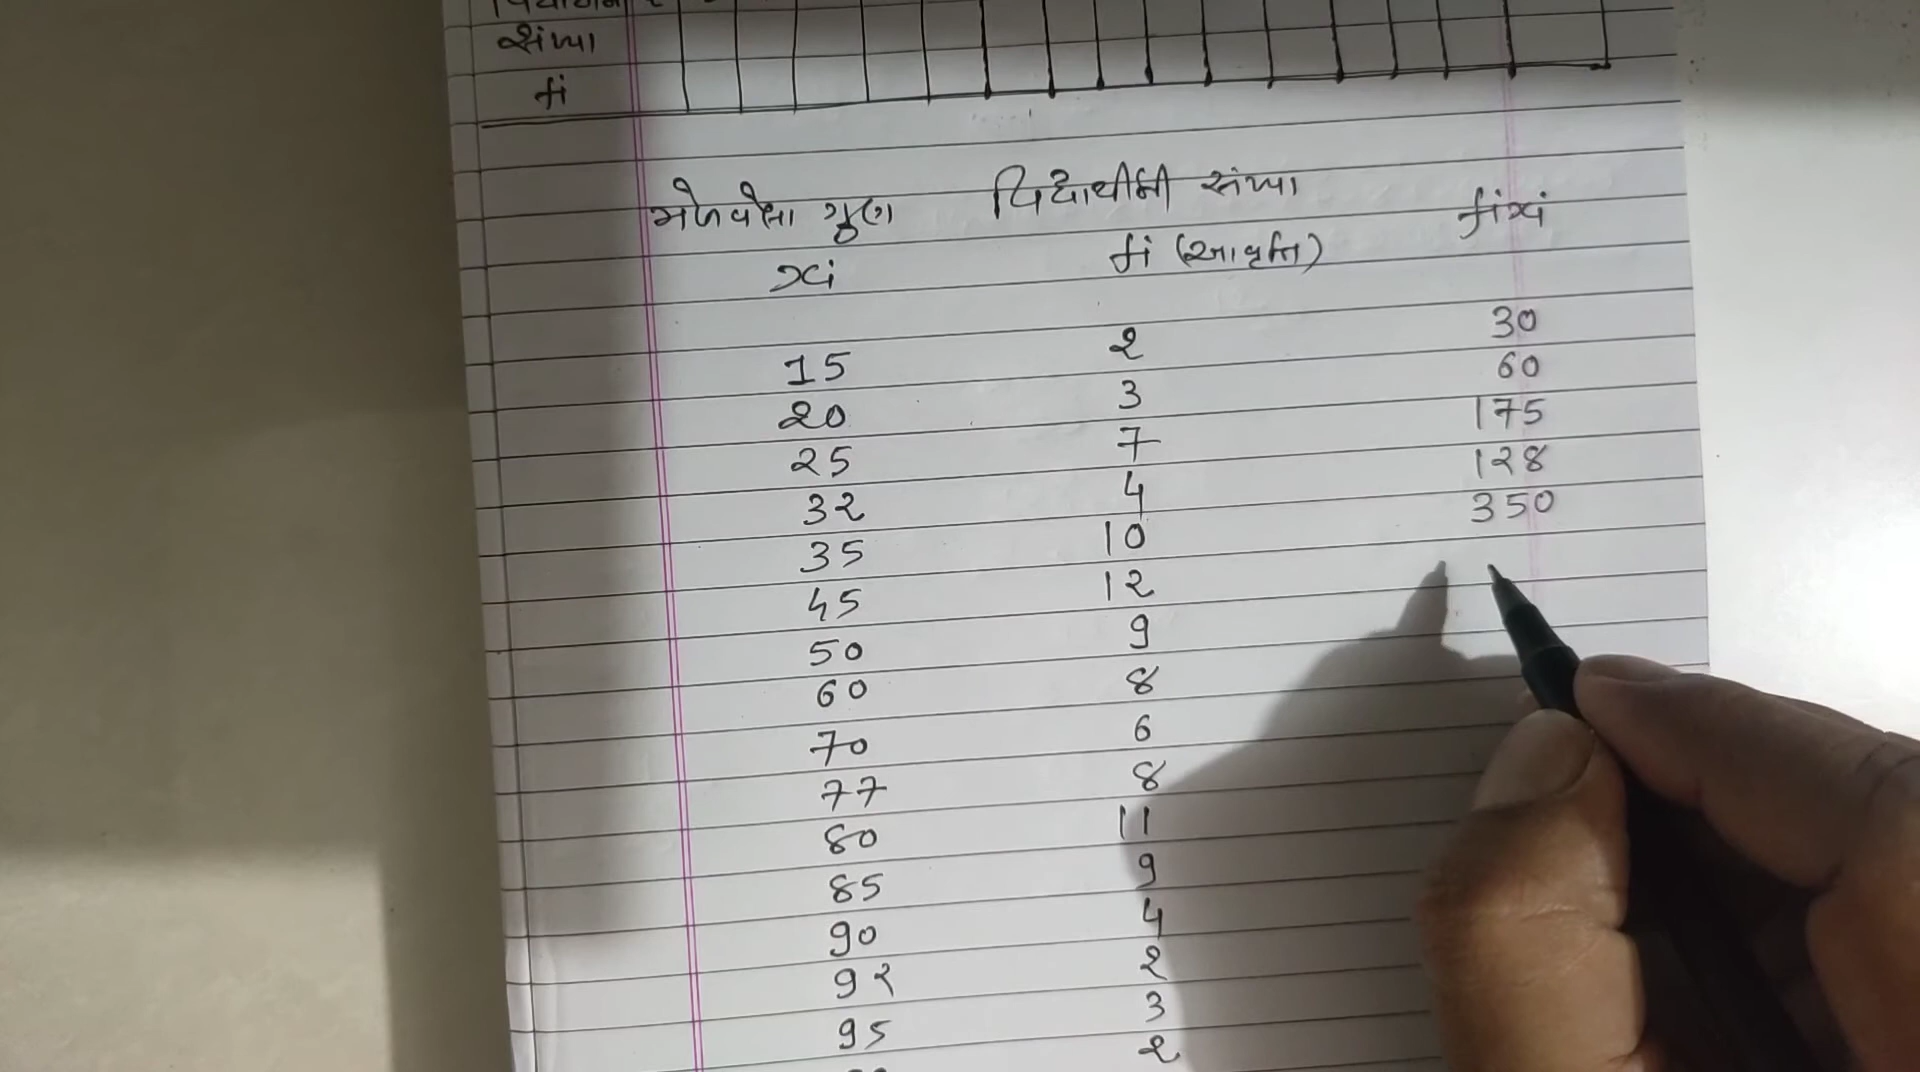 સંખ્યા
fi
મેળવેલા ગુણ વિદ્યાર્થીની સંખ્યા fixi
xi fi (આવૃત્તિ)
15 2 30
20 3 60
25 7 175
32 4 128
35 10 350
45 12
50 9
60 8
70 6
77 8
80 11
85 9
90 4
92 2
95 3
2